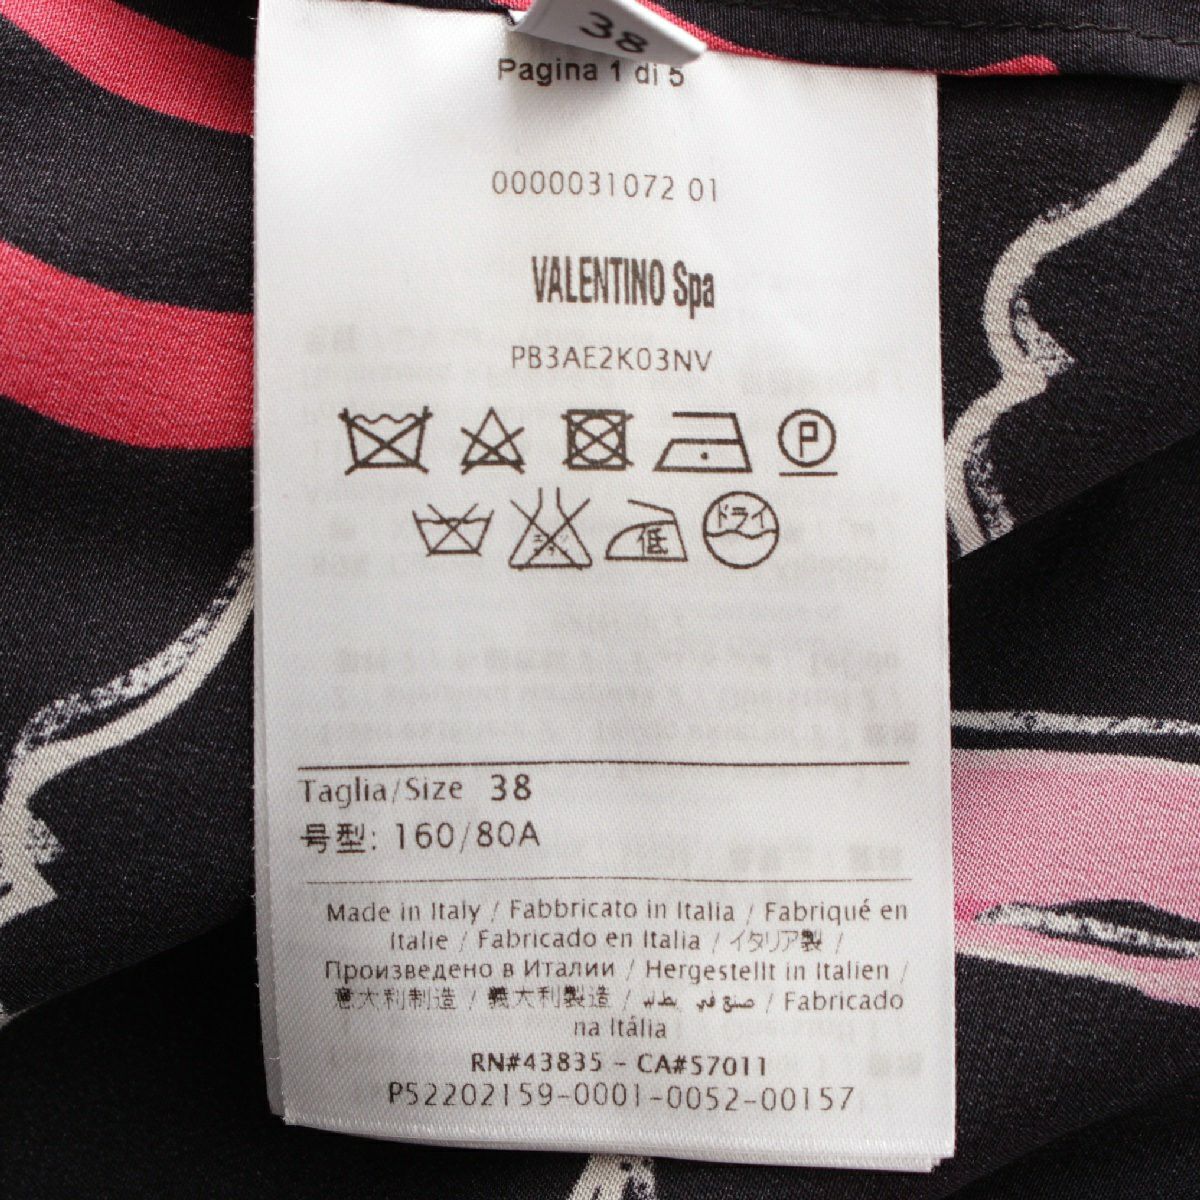 38
Pagina 1 di 5
0000031072 01
VALENTINO Spa
PB3AE2K03NV
P
低 ドライ
Taglia/Size 38
号型: 160/80A
Made in Italy / Fabbricato in Italia / Fabriqué en
Italie / Fabricado en Italia / イタリア製 /
Произведено в Италии / Hergestellt in Italien /
意大利制造 / 義大利製造 / صنع في يطاليا / Fabricado
na Itália
RN#43835 - CA#57011
P52202159-0001-0052-00157